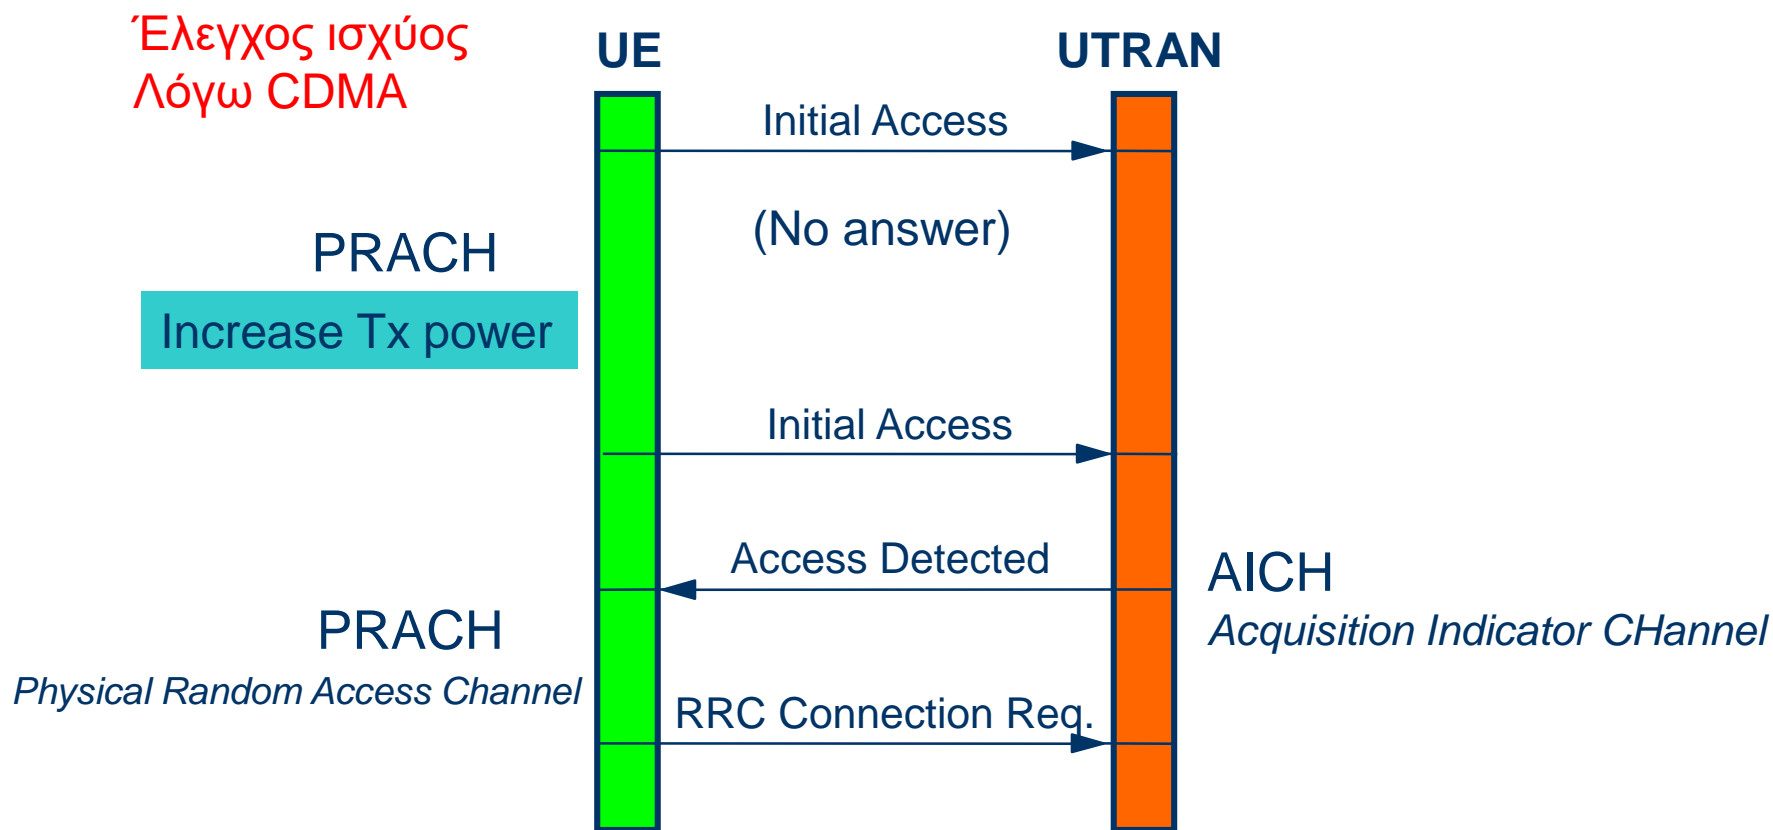 Έλεγχος ισχύος
Λόγω CDMA
UE
UTRAN
Initial Access
(No answer)
PRACH
Increase Tx power
Initial Access
Access Detected
AICH
Acquisition Indicator CHannel
PRACH
Physical Random Access Channel
RRC Connection Req.